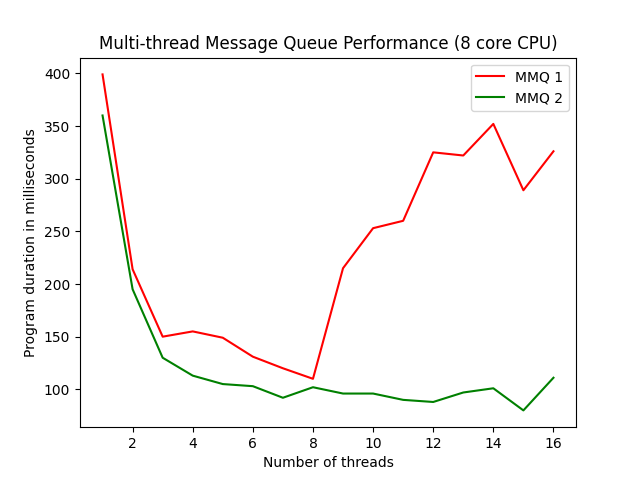 Multi-thread Message Queue Performance (8 core CPU)
MMQ 1
MMQ 2
Program duration in milliseconds
400
350
300
250
200
150
100
2 4 6 8 10 12 14 16
Number of threads